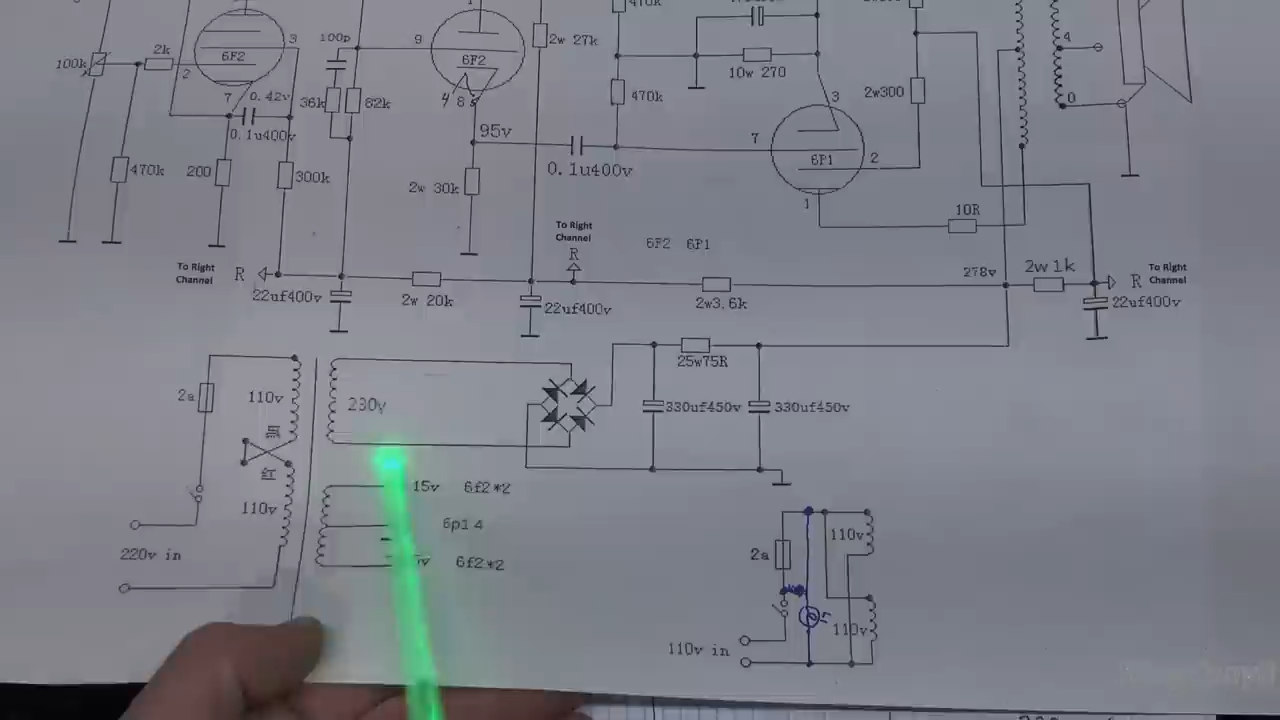 470k
2w 27k
100p
9
3
6F2
6F2
100k
2k
2
4
10w 270
4 8
7
0.42v
36k
82k
470k
2w300
3
0
0.1u400v
95v
7
6P1
2
470k
200
300k
2w 30k
0.1u400v
1
10R
To Right
Channel
R
6F2 6P1
To Right
Channel
R
278v
2w 1k
R
To Right
Channel
22uf400v
2w 20k
22uf400v
2w3.6k
22uf400v
25w75R
2a
110v
230v
330uf450v
330uf450v
黑
红
110v
15v 6f2*2
6p1 4
6f2*2
220v in
2a
110v
110v
110v in